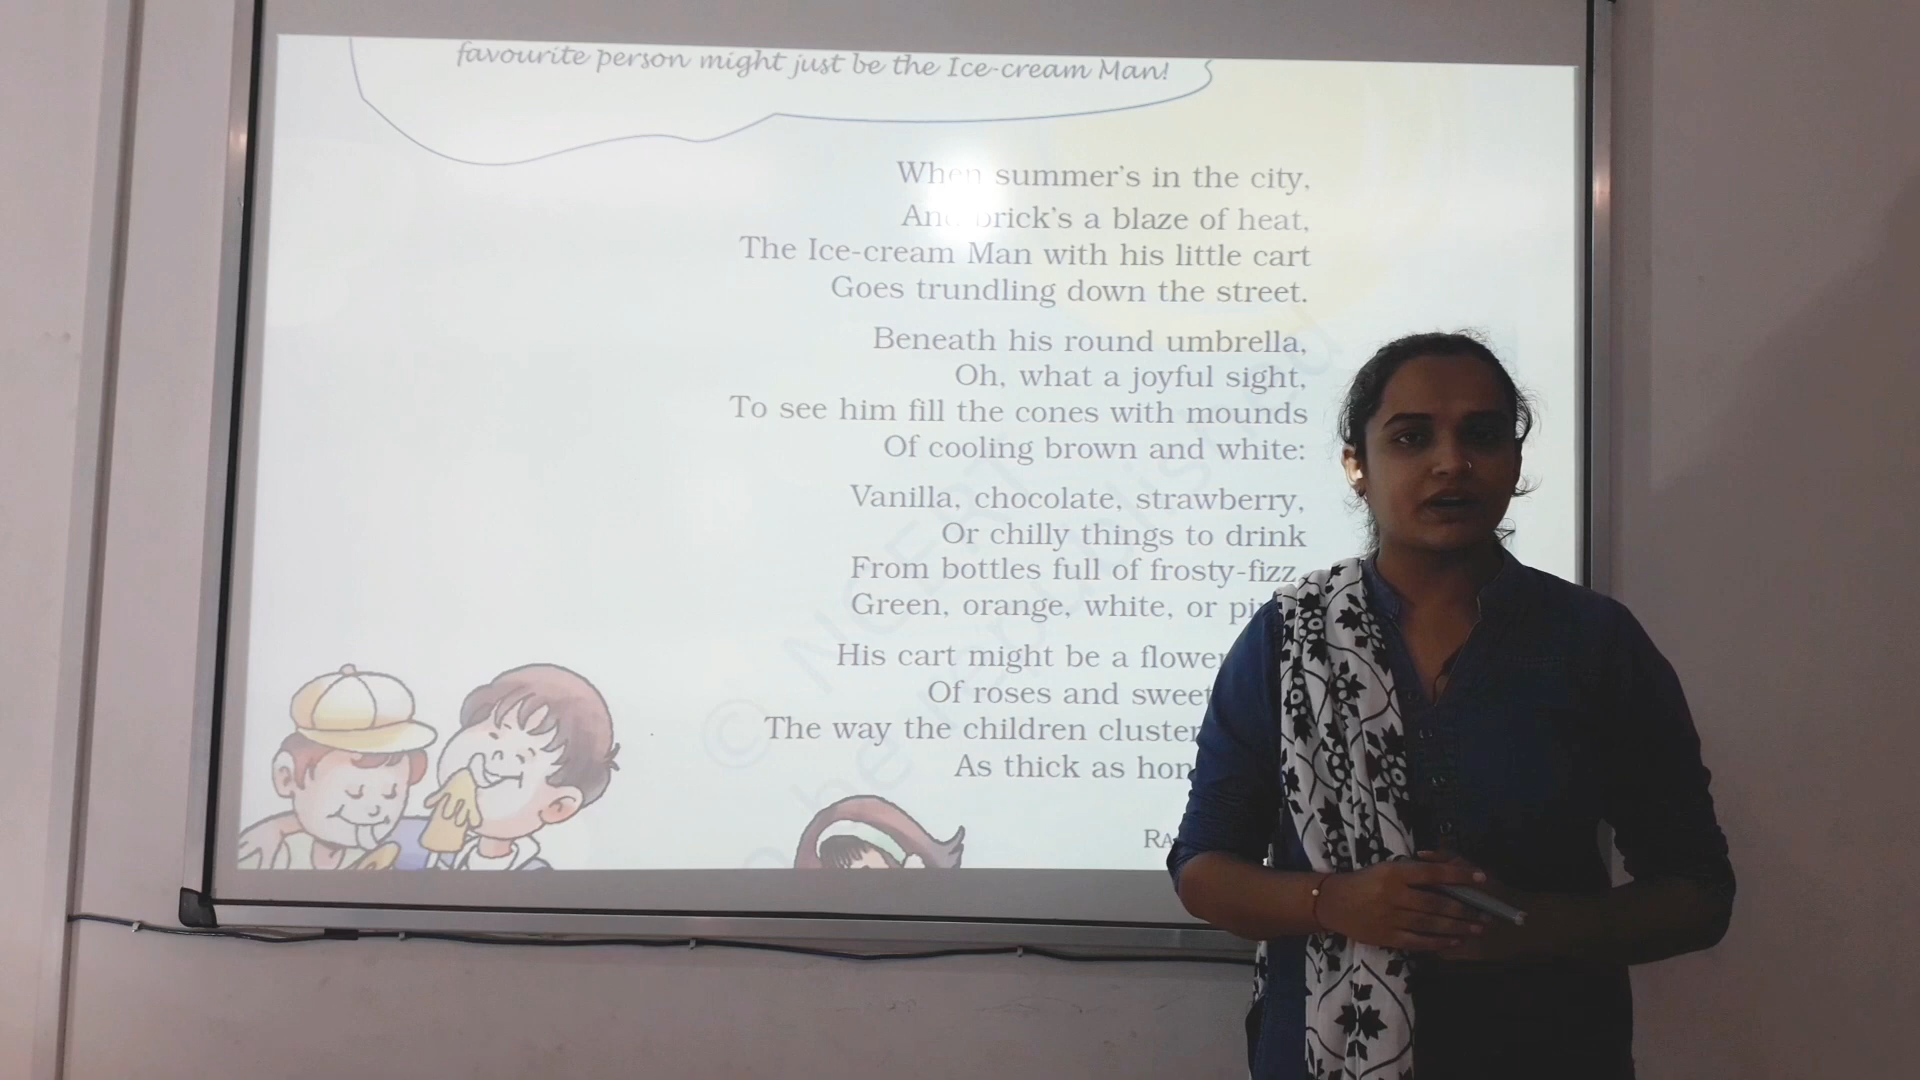 favourite person might just be the Ice-cream Man!
When summer's in the city,
And brick's a blaze of heat,
The Ice-cream Man with his little cart
Goes trundling down the street.
Beneath his round umbrella,
Oh, what a joyful sight,
To see him fill the cones with mounds
Of cooling brown and white:
Vanilla, chocolate, strawberry,
Or chilly things to drink
From bottles full of frosty-fizz,
Green, orange, white, or
His cart might be a
Of roses and
The way the children
As thick as
© NCERT
be republished